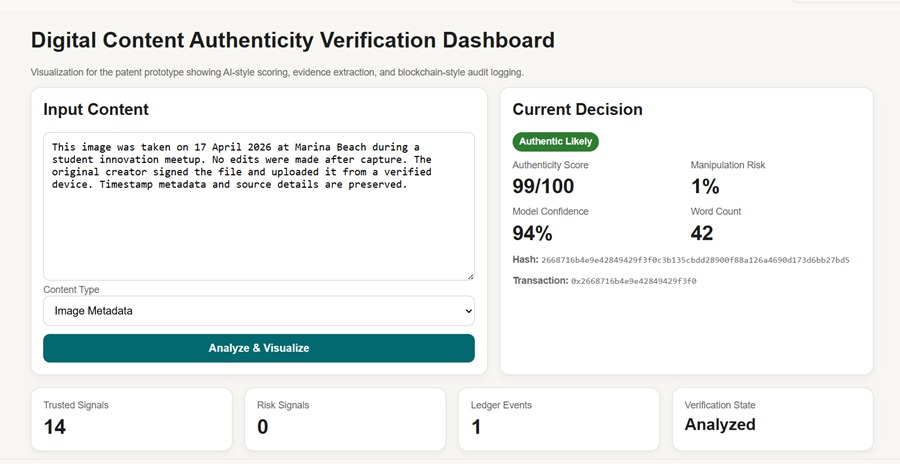 Digital Content Authenticity Verification Dashboard
Visualization for the patent prototype showing AI-style scoring, evidence extraction, and blockchain-style audit logging.
Input Content
This image was taken on 17 April 2026 at Marina Beach during a
student innovation meetup. No edits were made after capture. The
original creator signed the file and uploaded it from a verified
device. Timestamp metadata and source details are preserved.
Content Type
Image Metadata
Analyze & Visualize
Current Decision
Authentic Likely
Authenticity Score
99/100
Manipulation Risk
1%
Model Confidence
94%
Word Count
42
Hash: 2668716b4e9e42849429f3f0c3b135cbdd28900f88a126a4690d173d6bb27bd5
Transaction: 0x2668716b4e9e42849429f3f0
Trusted Signals
14
Risk Signals
0
Ledger Events
1
Verification State
Analyzed